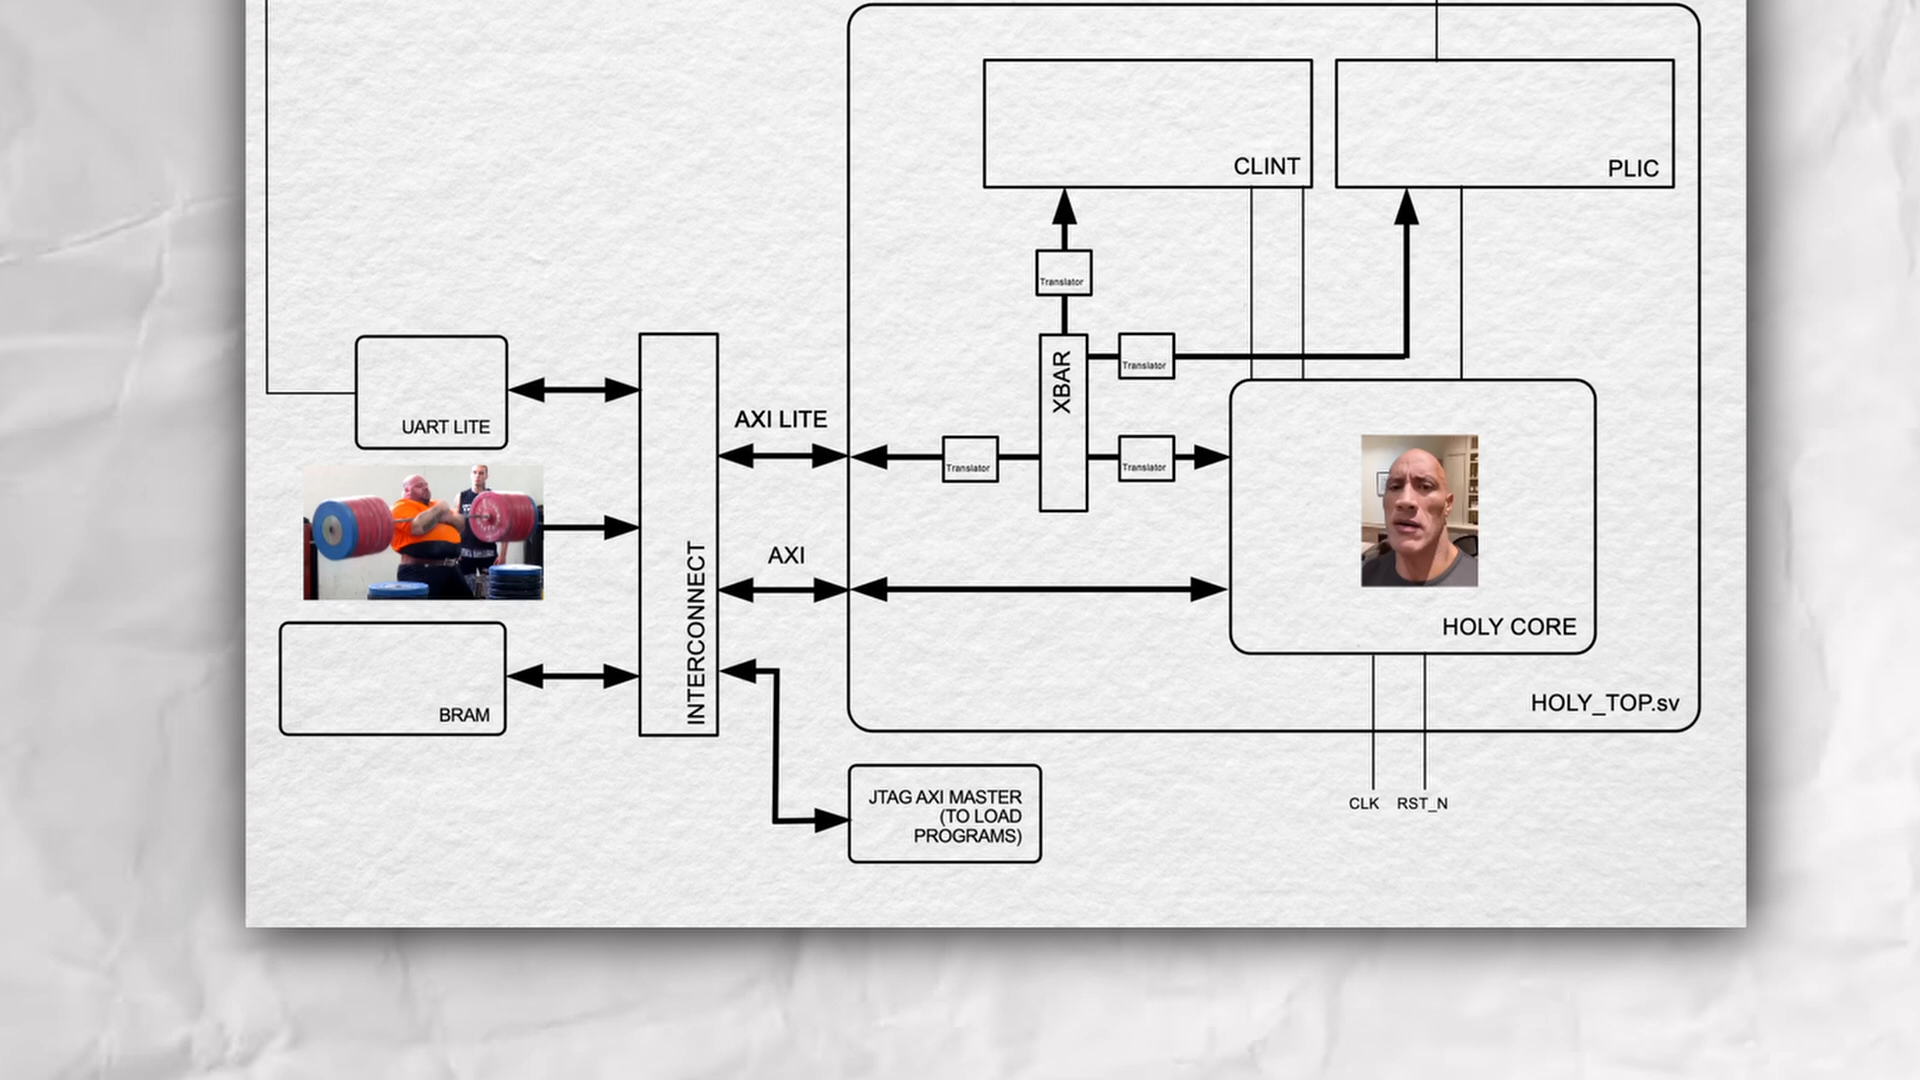 CLINT
PLIC
Translator
XBAR
Translator
UART LITE
AXI LITE
Translator
Translator
INTERCONNECT
AXI
HOLY CORE
BRAM
HOLY_TOP.sv
JTAG AXI MASTER
(TO LOAD
PROGRAMS)
CLK
RST_N